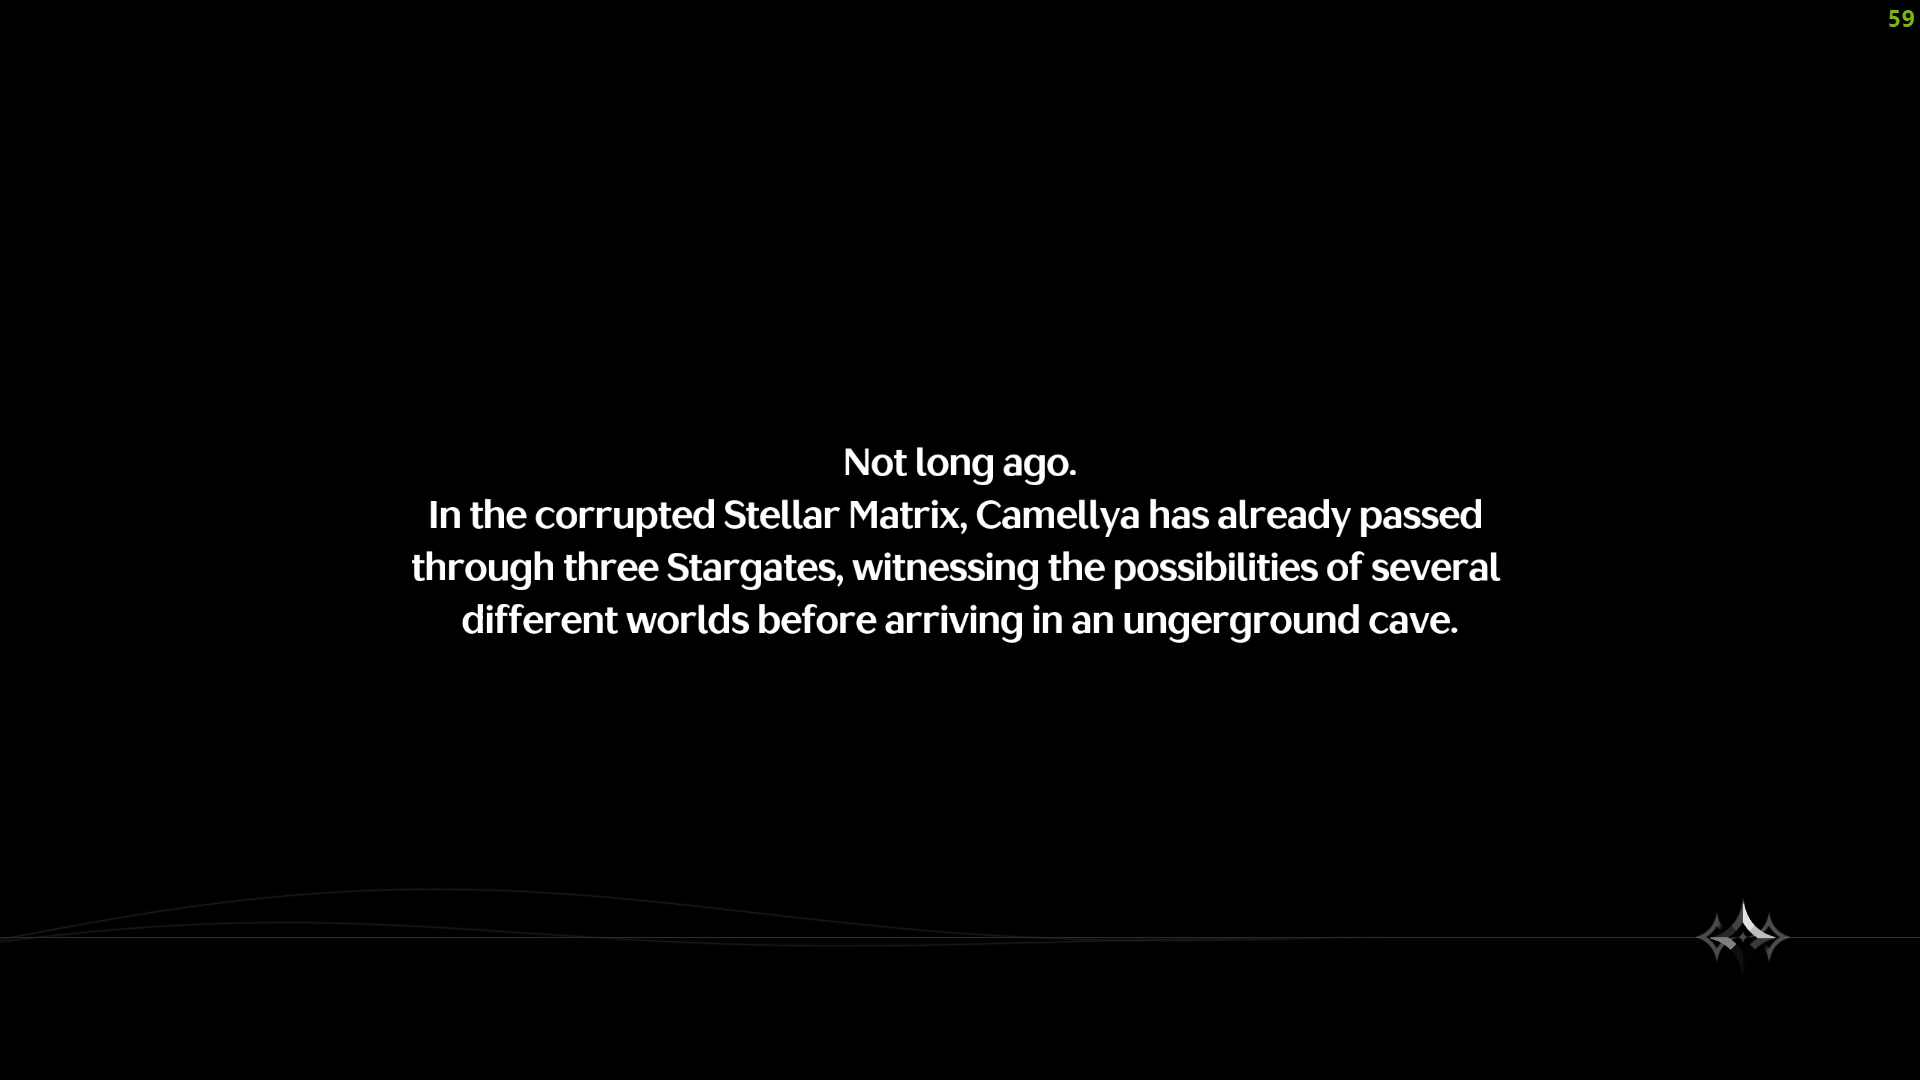 59
Not long ago.
In the corrupted Stellar Matrix, Camellya has already passed
through three Stargates, witnessing the possibilities of several
different worlds before arriving in an ungerground cave.